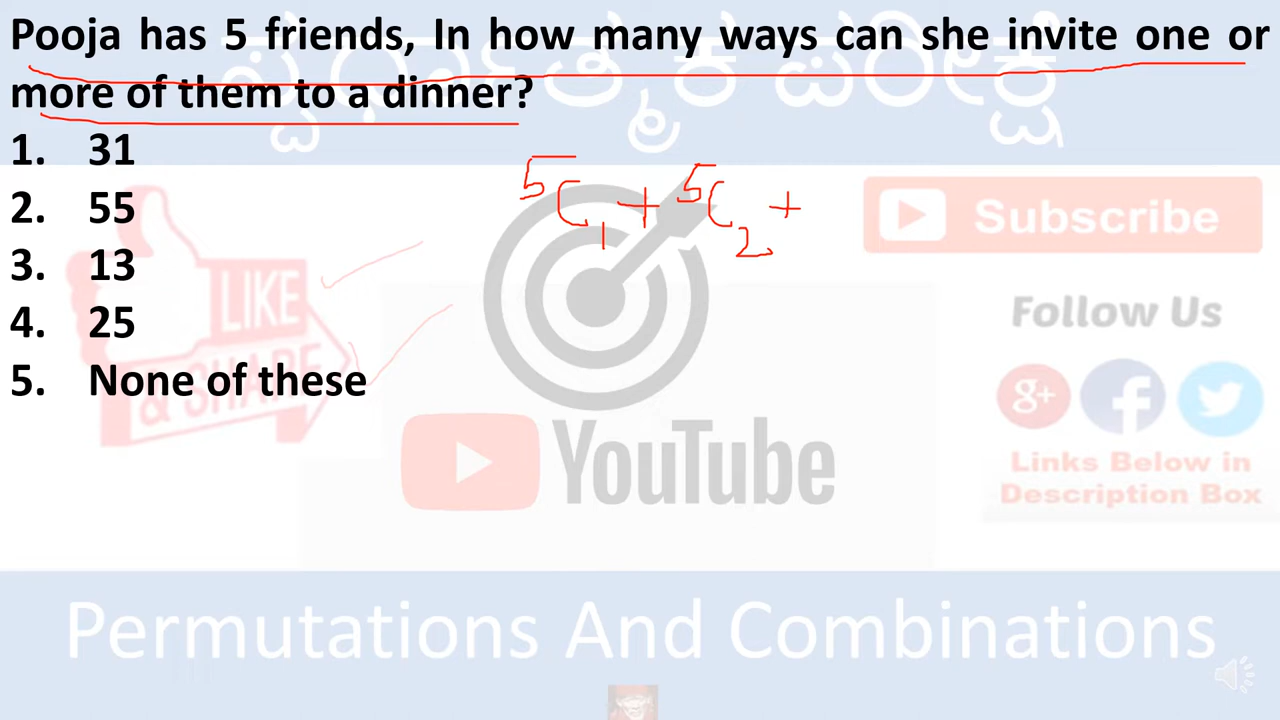 Pooja has 5 friends, In how many ways can she invite one or
more of them to a dinner?
1. 31
2. 55
3. 13
4. 25
5. None of these
5C1 + 5C2 +
LIKE
& SHARE
Subscribe
Follow Us
g+ f
Links Below in
Description Box
YouTube
Permutations And Combinations